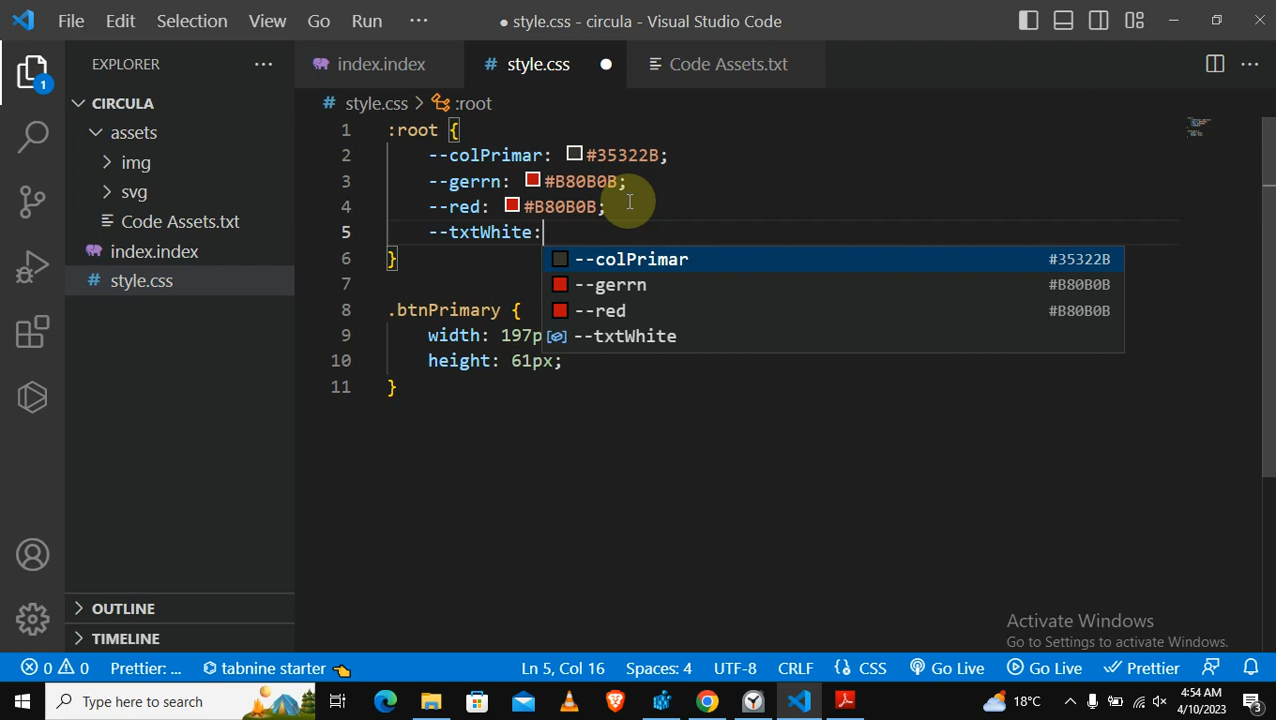 File Edit Selection View Go Run ··· ● style.css - circula - Visual Studio Code
EXPLORER ··· index.index # style.css ● Code Assets.txt ···
1
CIRCULA # style.css > :root
assets
img
svg
Code Assets.txt
index.index
# style.css
1 :root {
2 --colPrimar: #35322B;
3 --gerrn: #B80B0B;
4 --red: #B80B0B;
5 --txtWhite:
6 }
7
8 .btnPrimary {
9 width: 197p
10 height: 61px;
11 }
--colPrimar #35322B
--gerrn #B80B0B
--red #B80B0B
--txtWhite
OUTLINE
TIMELINE
Activate Windows
Go to Settings to activate Windows.
0 0 Prettier: ... tabnine starter Ln 5, Col 16 Spaces: 4 UTF-8 CRLF {} CSS Go Live Go Live Prettier
Type here to search 18°C 4:54 AM
4/10/2023 3